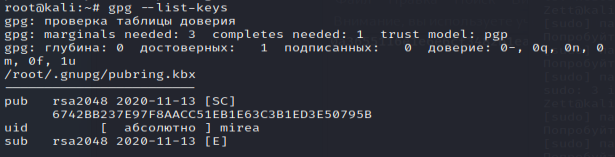 root@kali:~# gpg --list-keys
gpg: проверка таблицы доверия
gpg: marginals needed: 3  completes needed: 1  trust model: pgp
gpg: глубина: 0  достоверных:   1  подписанных:   0  доверие: 0-, 0q, 0n, 0
m, 0f, 1u
/root/.gnupg/pubring.kbx
------------------------
pub   rsa2048 2020-11-13 [SC]
      6742BB237E97F8AACC51EB1E63C3B1ED3E50795B
uid         [  абсолютно ] mirea
sub   rsa2048 2020-11-13 [E]